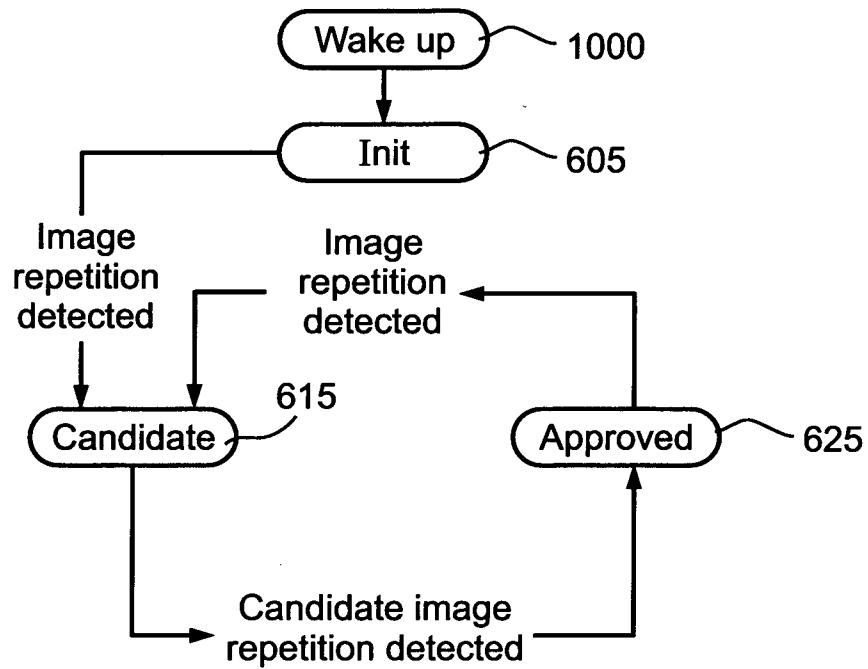 Wake up
1000
Init
605
Image
repetition
detected
Image
repetition
detected
615
Candidate
Approved
625
Candidate image
repetition detected